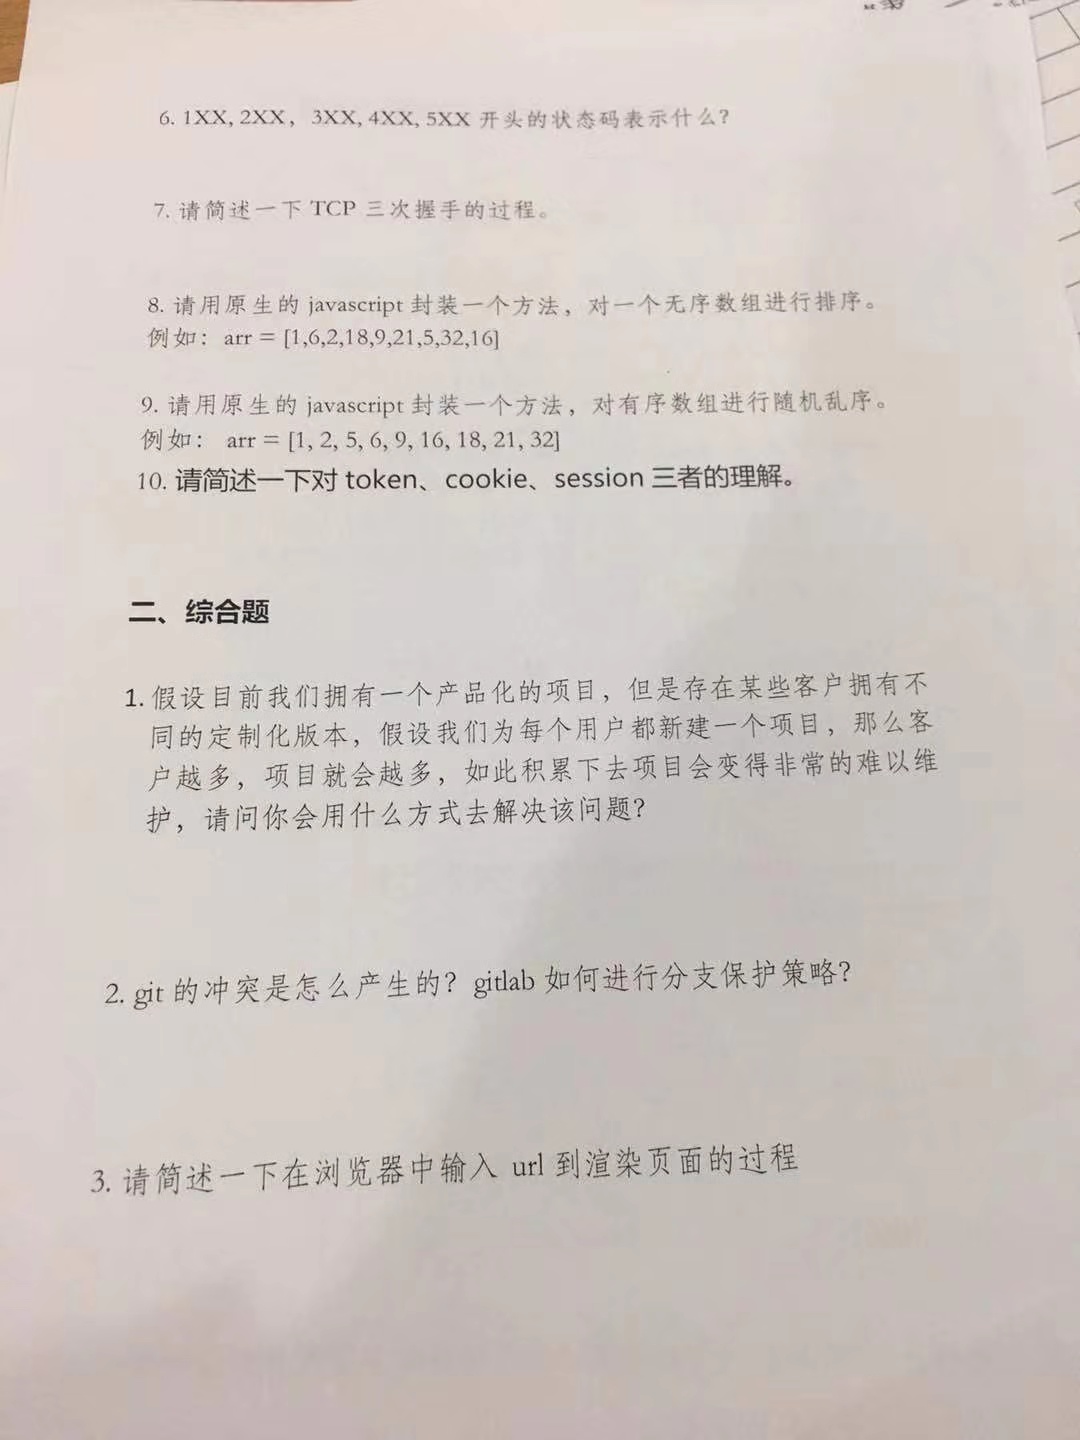 6. 1XX, 2XX，3XX, 4XX, 5XX 开头的状态码表示什么？
7. 请简述一下 TCP 三次握手的过程。
8. 请用原生的 javascript 封装一个方法，对一个无序数组进行排序。
例如：arr = [1,6,2,18,9,21,5,32,16]
9. 请用原生的 javascript 封装一个方法，对有序数组进行随机乱序。
例如： arr = [1, 2, 5, 6, 9, 16, 18, 21, 32]
10. 请简述一下对 token、cookie、session 三者的理解。
二、综合题
1. 假设目前我们拥有一个产品化的项目，但是存在某些客户拥有不
同的定制化版本，假设我们为每个用户都新建一个项目，那么客
户越多，项目就会越多，如此积累下去项目会变得非常的难以维
护，请问你会用什么方式去解决该问题？
2. git 的冲突是怎么产生的？gitlab 如何进行分支保护策略？
3. 请简述一下在浏览器中输入 url 到渲染页面的过程